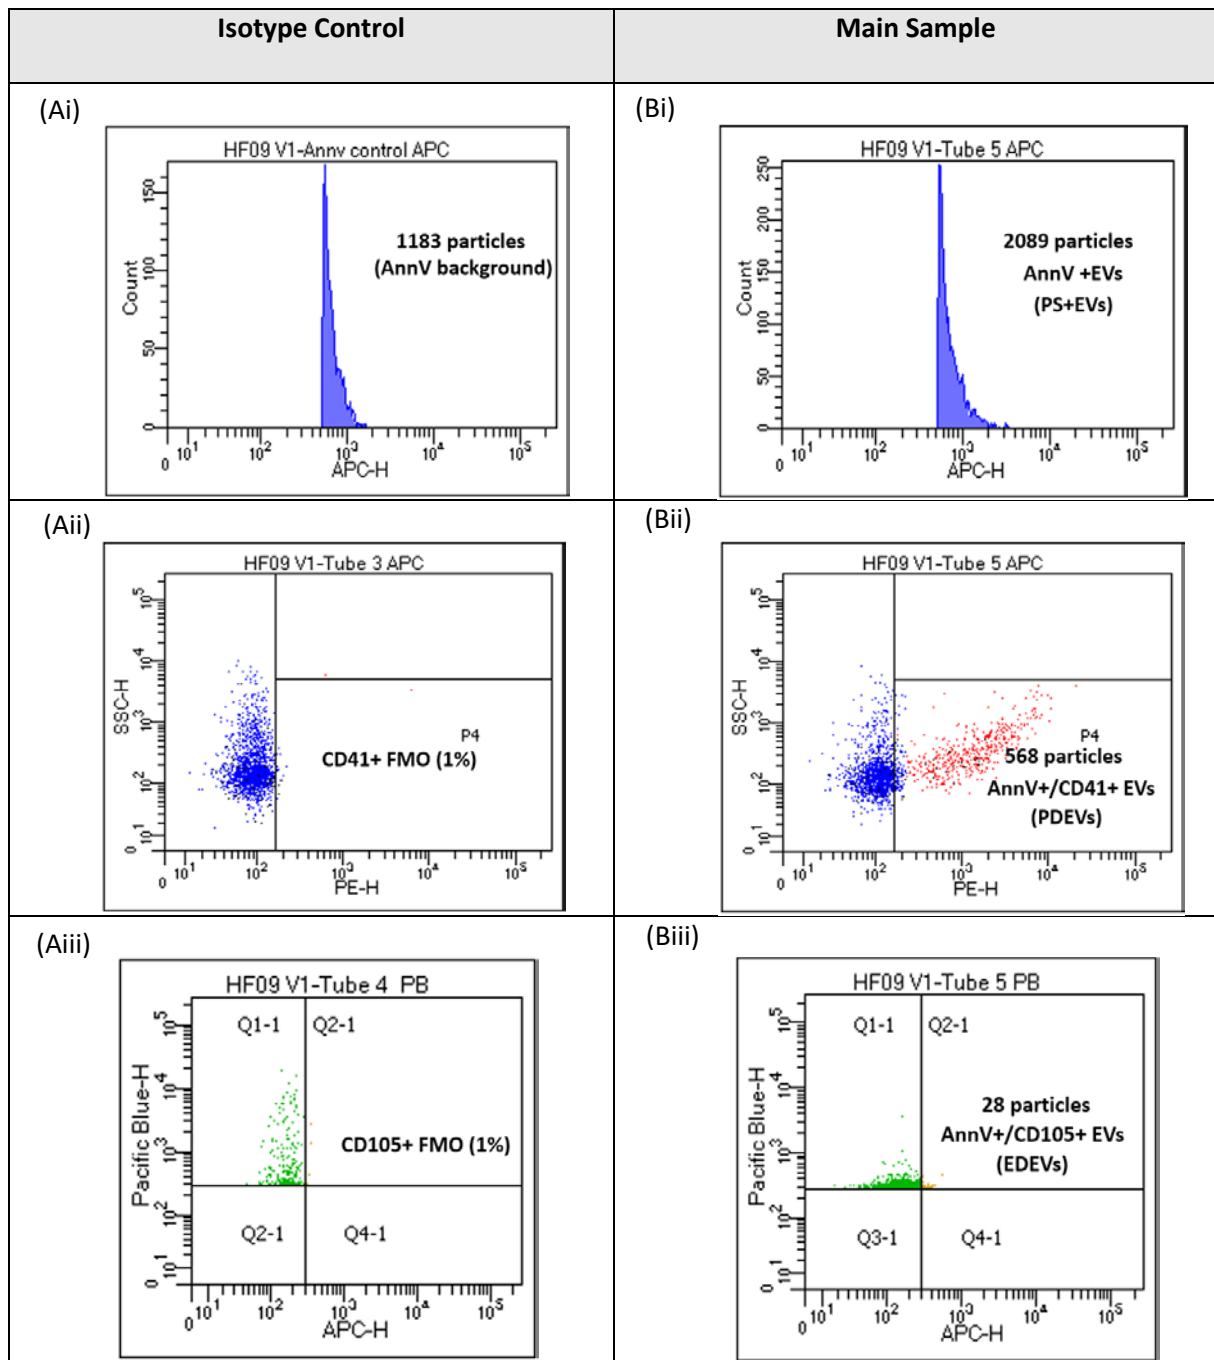 Isotype Control
Main Sample
(Ai)
HF09 V1-Annv control APC
150
100
50
0
Count
1183 particles
(AnnV background)
0 10¹ 10² 10³ 10⁴ 10⁵
APC-H
(Bi)
HF09 V1-Tube 5 APC
250
200
150
100
50
0
Count
2089 particles
AnnV +EVs
(PS+EVs)
0 10¹ 10² 10³ 10⁴ 10⁵
APC-H
(Aii)
HF09 V1-Tube 3 APC
10⁵
10⁴
10³
10²
0 10¹
SSC-H
P4
CD41+ FMO (1%)
0 10¹ 10² 10³ 10⁴ 10⁵
PE-H
(Bii)
HF09 V1-Tube 5 APC
10⁵
10⁴
10³
10²
0 10¹
SSC-H
P4
568 particles
AnnV+/CD41+ EVs
(PDEVs)
0 10¹ 10² 10³ 10⁴ 10⁵
PE-H
(Aiii)
HF09 V1-Tube 4 PB
Q1-1 Q2-1
10⁵
10⁴
10³
10²
0 10¹
Pacific Blue-H
CD105+ FMO (1%)
Q2-1 Q4-1
0 10¹ 10² 10³ 10⁴ 10⁵
APC-H
(Biii)
HF09 V1-Tube 5 PB
Q1-1 Q2-1
10⁵
10⁴
10³
10²
0 10¹
Pacific Blue-H
28 particles
AnnV+/CD105+ EVs
(EDEVs)
Q3-1 Q4-1
0 10¹ 10² 10³ 10⁴ 10⁵
APC-H